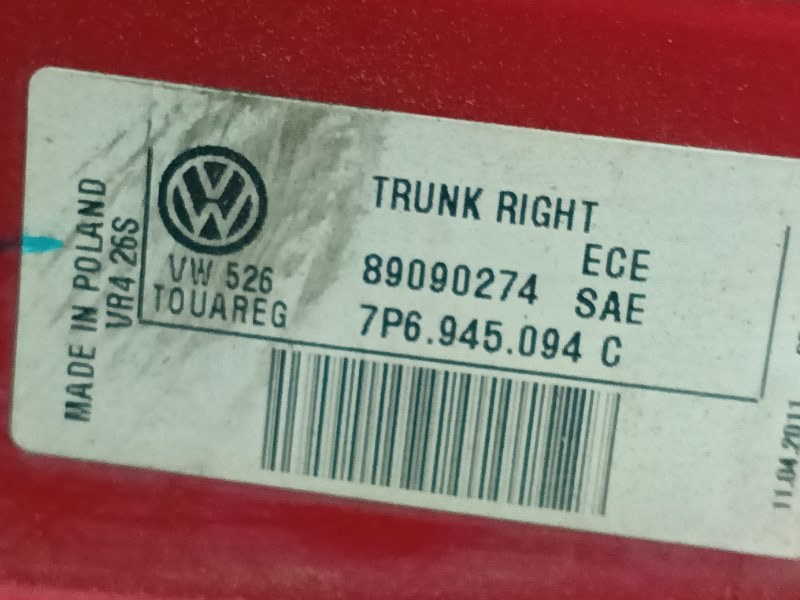 MADE IN POLAND
VR4 26S
VW 526
TOUAREG
TRUNK RIGHT
ECE
89090274 SAE
7P6.945.094 C
11.04.2011